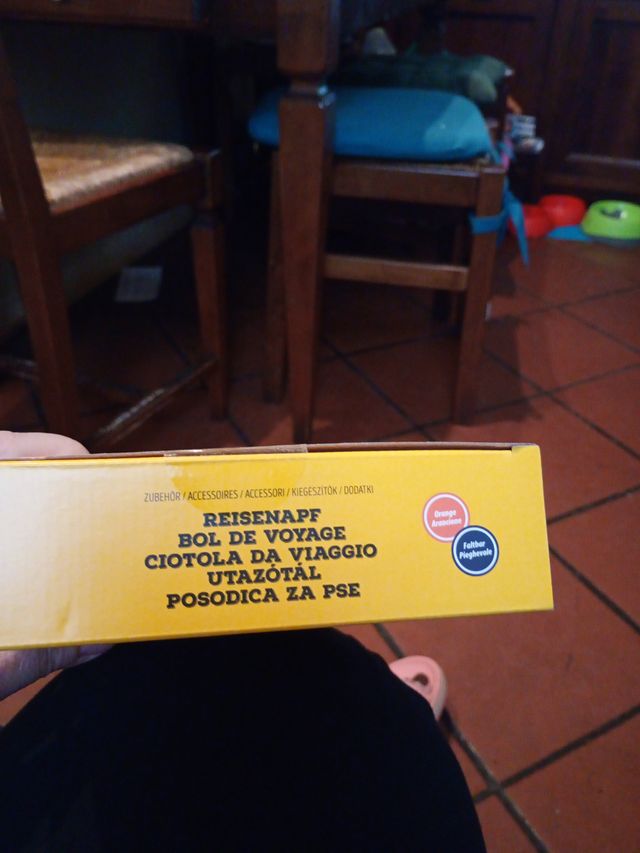 ZUBEHÖR / ACCESSOIRES / ACCESSORI / KIEGÉSZÍTŐK / DODATKI
REISENAPF
BOL DE VOYAGE
CIOTOLA DA VIAGGIO
UTAZÓTÁL
POSODICA ZA PSE
Orange
Arancione
Faltbar
Pieghevole